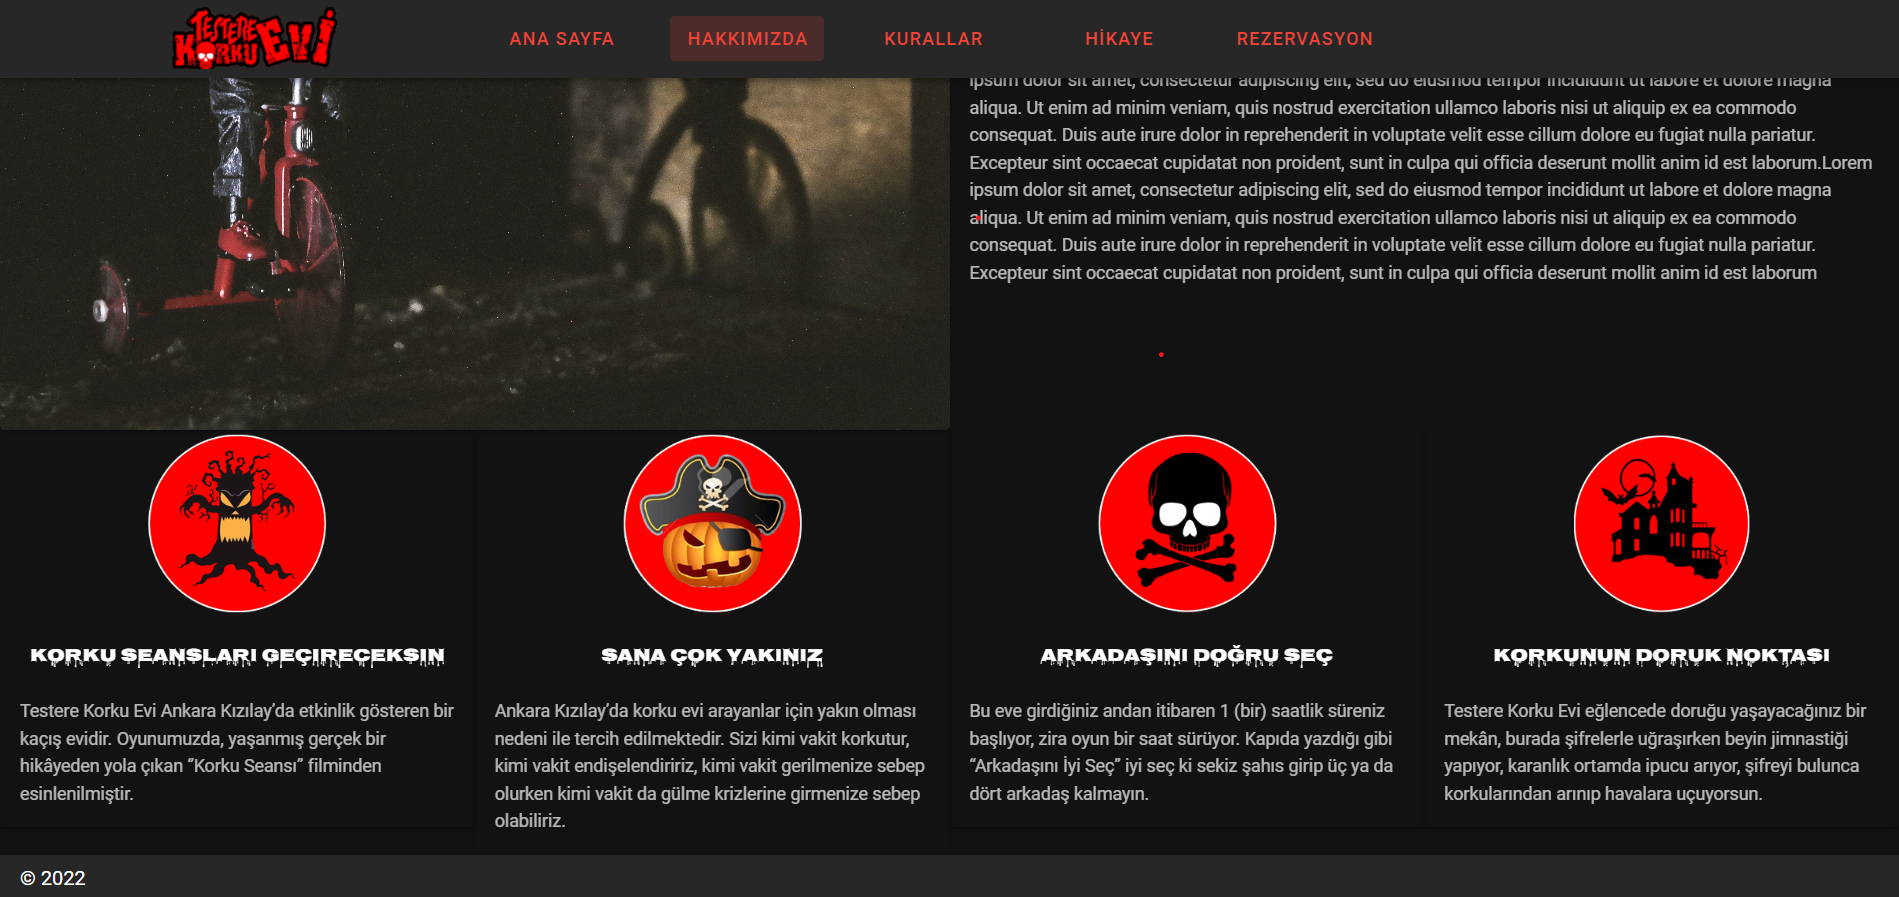 TESTERE
KORKU EVİ
ANA SAYFA
HAKKIMIZDA
KURALLAR
HİKAYE
REZERVASYON
ipsum dolor sit amet, consectetur adipiscing elit, sed do eiusmod tempor incididunt ut labore et dolore magna
aliqua. Ut enim ad minim veniam, quis nostrud exercitation ullamco laboris nisi ut aliquip ex ea commodo
consequat. Duis aute irure dolor in reprehenderit in voluptate velit esse cillum dolore eu fugiat nulla pariatur.
Excepteur sint occaecat cupidatat non proident, sunt in culpa qui officia deserunt mollit anim id est laborum.Lorem
ipsum dolor sit amet, consectetur adipiscing elit, sed do eiusmod tempor incididunt ut labore et dolore magna
aliqua. Ut enim ad minim veniam, quis nostrud exercitation ullamco laboris nisi ut aliquip ex ea commodo
consequat. Duis aute irure dolor in reprehenderit in voluptate velit esse cillum dolore eu fugiat nulla pariatur.
Excepteur sint occaecat cupidatat non proident, sunt in culpa qui officia deserunt mollit anim id est laborum
KORKU SEANSLARI GEÇIRECEKSIN
Testere Korku Evi Ankara Kızılay’da etkinlik gösteren bir
kaçış evidir. Oyunumuzda, yaşanmış gerçek bir
hikâyeden yola çıkan ”Korku Seansı” filminden
esinlenilmiştir.
SANA ÇOK YAKINIZ
Ankara Kızılay’da korku evi arayanlar için yakın olması
nedeni ile tercih edilmektedir. Sizi kimi vakit korkutur,
kimi vakit endişelendiririz, kimi vakit gerilmenize sebep
olurken kimi vakit da gülme krizlerine girmenize sebep
olabiliriz.
ARKADAŞINI DOĞRU SEÇ
Bu eve girdiğiniz andan itibaren 1 (bir) saatlik süreniz
başlıyor, zira oyun bir saat sürüyor. Kapıda yazdığı gibi
“Arkadaşını İyi Seç” iyi seç ki sekiz şahıs girip üç ya da
dört arkadaş kalmayın.
KORKUNUN DORUK NOKTASI
Testere Korku Evi eğlencede doruğu yaşayacağınız bir
mekân, burada şifrelerle uğraşırken beyin jimnastiği
yapıyor, karanlık ortamda ipucu arıyor, şifreyi bulunca
korkularından arınıp havalara uçuyorsun.
© 2022